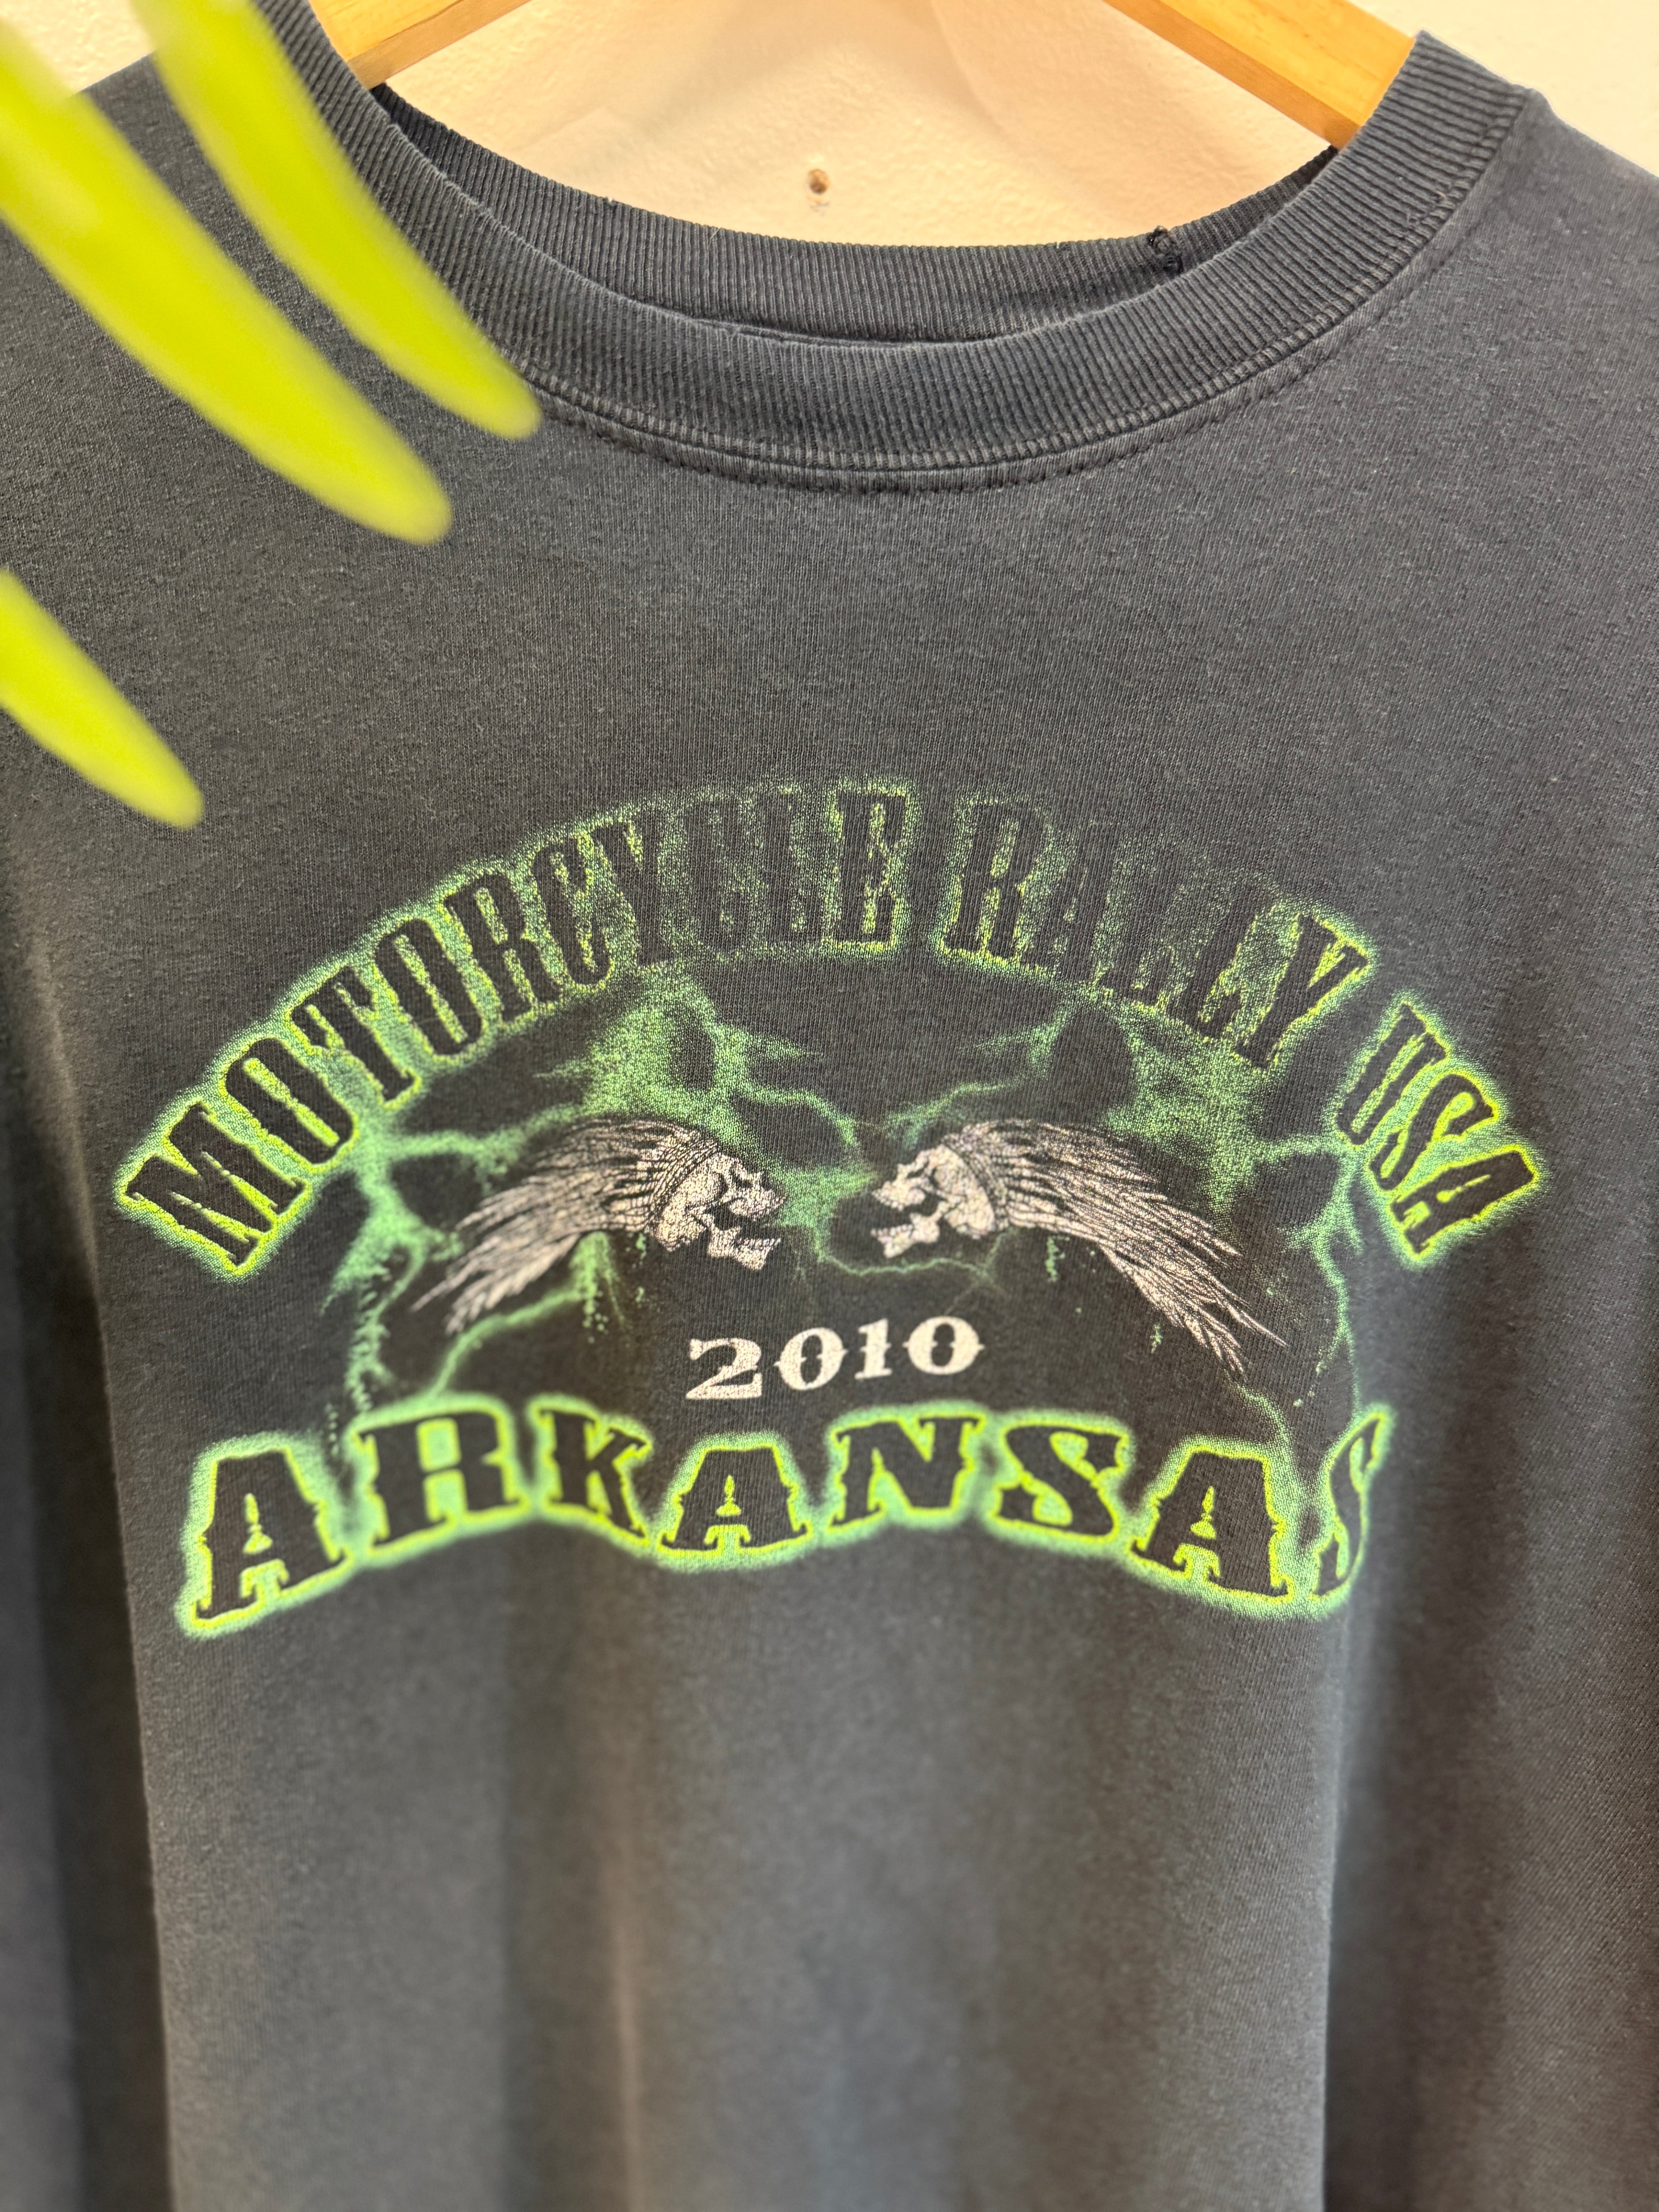 MOTORCYCLE RALLY USA
2010
ARKANSAS